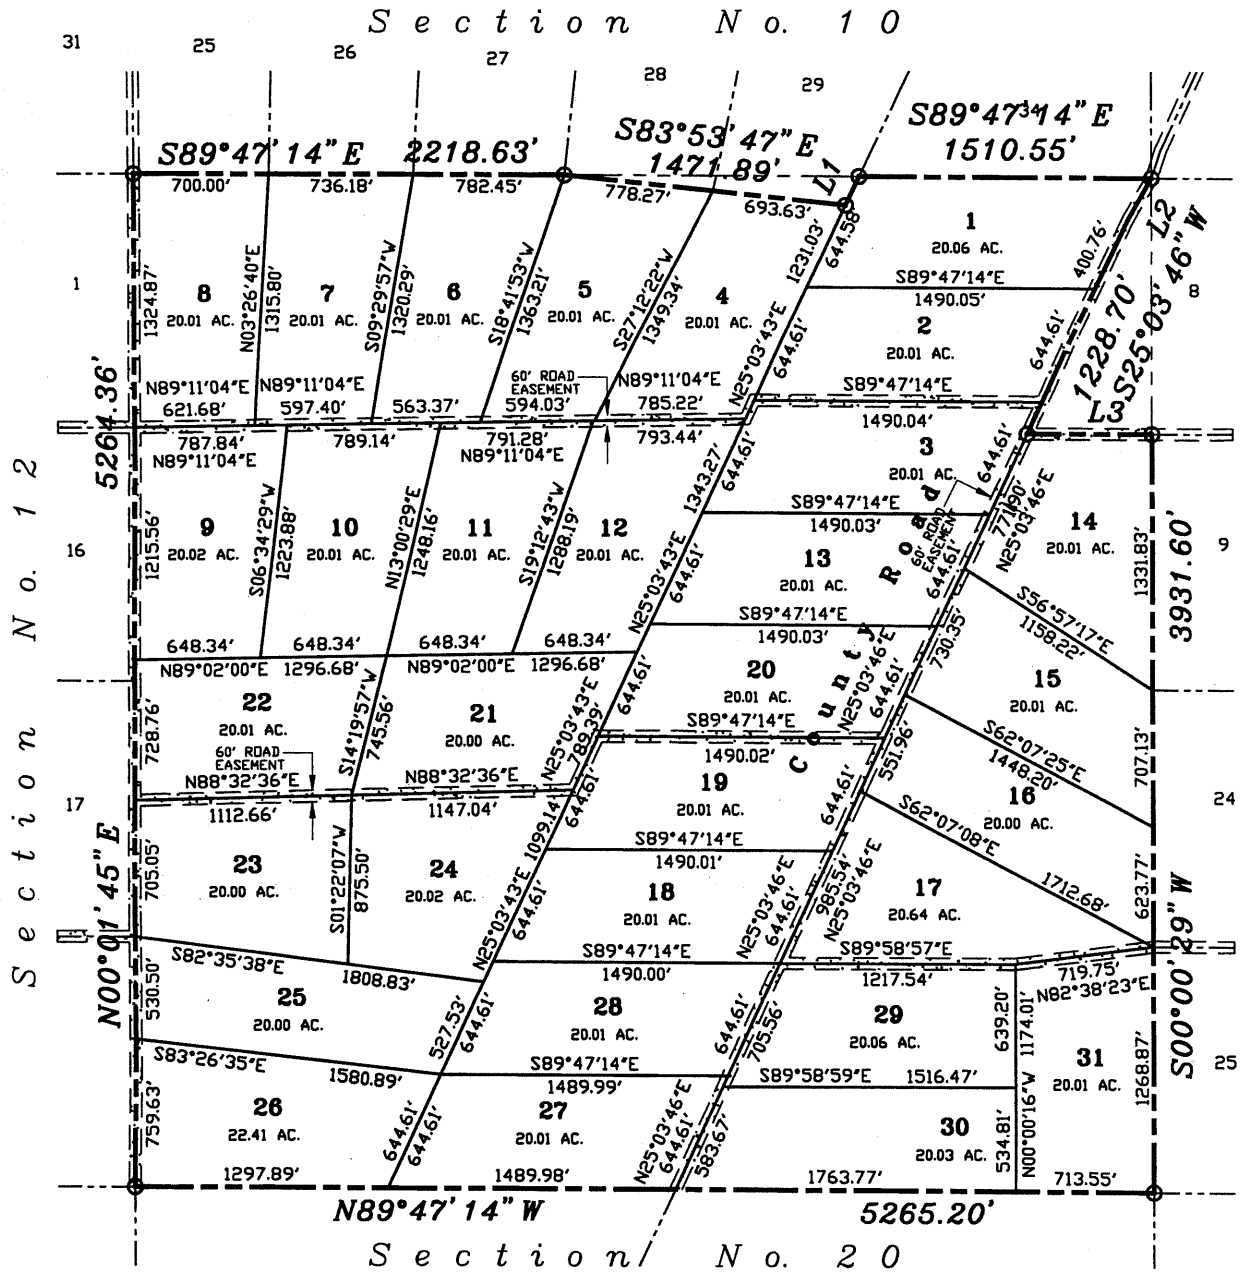 Section No. 10
31
25
26
27
28
29
S89°47'14"E 2218.63'
S83°53'47"E
1471.89'
L1
S89°47'14"E
34
1510.55'
L2
700.00'
736.18'
782.45'
778.27'
693.63'
1
20.06 AC.
S89°47'14"E
1490.05'
400.76'
644.58'
1231.03'
S25°03'46"W
1228.70'
L3
8
1
1324.87'
8
20.01 AC.
N03°26'40"E
1315.80'
7
20.01 AC.
S09°29'57"W
1320.29'
6
20.01 AC.
S18°41'53"W
1363.21'
5
20.01 AC.
S27°12'22"W
1349.34'
4
20.01 AC.
N25°03'43"E
644.61'
2
20.01 AC.
644.61'
S89°47'14"E
1490.04'
N89°11'04"E
621.68'
N89°11'04"E
597.40'
563.37'
60' ROAD
EASEMENT
594.03'
N89°11'04"E
785.22'
787.84'
N89°11'04"E
789.14'
791.28'
N89°11'04"E
793.44'
5264.36'
N00°01'45"E
Section No. 12
16
1215.56'
9
20.02 AC.
S06°34'29"W
1223.88'
10
20.01 AC.
N13°00'29"E
1248.16'
11
20.01 AC.
S19°12'43"W
1288.19'
12
20.01 AC.
1343.27'
N25°03'43"E
644.61'
644.61'
3
20.01 AC.
644.61'
60' ROAD
EASEMENT
771.90'
N25°03'46"E
S89°47'14"E
1490.03'
13
20.01 AC.
644.61'
S89°47'14"E
1490.03'
14
20.01 AC.
1331.83'
9
3931.60'
S00°00'29"W
S56°57'17"E
1158.22'
730.35'
County Road
648.34'
648.34'
648.34'
648.34'
N89°02'00"E
1296.68'
N89°02'00"E
1296.68'
728.76'
22
20.01 AC.
S14°19'57"W
745.56'
21
20.00 AC.
N25°03'43"E
789.39'
644.61'
20
20.01 AC.
N25°03'46"E
644.61'
S89°47'14"E
1490.02'
15
20.01 AC.
707.13'
S62°07'25"E
1448.20'
551.96'
60' ROAD
EASEMENT
N88°32'36"E
1112.66'
N88°32'36"E
1147.04'
17
705.05'
23
20.00 AC.
S01°22'07"W
875.50'
24
20.02 AC.
1099.14'
N25°03'43"E
644.61'
644.61'
19
20.01 AC.
644.61'
S89°47'14"E
1490.01'
16
20.00 AC.
S62°07'08"E
1712.68'
24
623.77'
18
20.01 AC.
N25°03'46"E
644.61'
985.54'
N25°03'46"E
17
20.64 AC.
S89°47'14"E
1490.00'
S89°58'57"E
1217.54'
719.75'
N82°38'23"E
S82°35'38"E
1808.83'
530.50'
25
20.00 AC.
527.53'
644.61'
28
20.01 AC.
644.61'
705.56'
29
20.06 AC.
639.20'
1174.01'
31
20.01 AC.
1268.87'
25
S83°26'35"E
1580.89'
S89°47'14"E
1489.99'
S89°58'59"E
1516.47'
759.63'
26
22.41 AC.
644.61'
644.61'
27
20.01 AC.
N25°03'46"E
644.61'
583.67'
30
20.03 AC.
534.81'
N00°00'16"W
1297.89'
1489.98'
1763.77'
713.55'
N89°47'14"W
5265.20'
Section No. 20